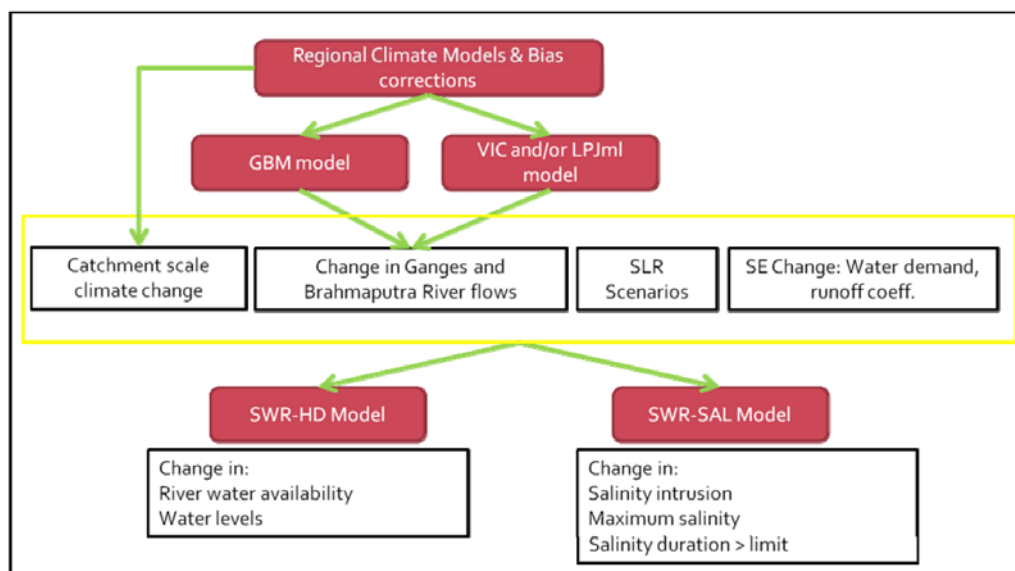 Regional Climate Models & Bias
corrections
GBM model
VIC and/or LPJml
model
Catchment scale
climate change
Change in Ganges and
Brahmaputra River flows
SLR
Scenarios
SE Change: Water demand,
runoff coeff.
SWR-HD Model
SWR-SAL Model
Change in:
River water availability
Water levels
Change in:
Salinity intrusion
Maximum salinity
Salinity duration > limit